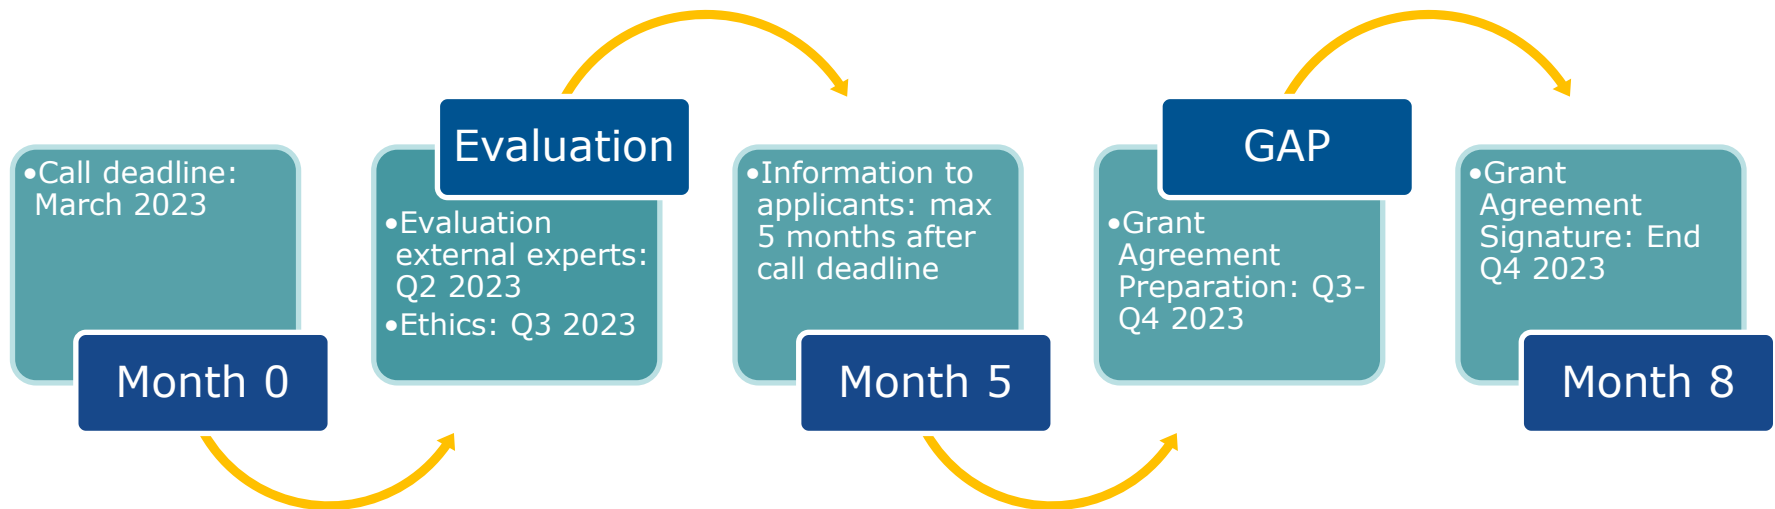 •Call deadline:
March 2023
Month 0
Evaluation
•Evaluation
external experts:
Q2 2023
•Ethics: Q3 2023
•Information to
applicants: max
5 months after
call deadline
Month 5
GAP
•Grant
Agreement
Preparation: Q3-
Q4 2023
•Grant
Agreement
Signature: End
Q4 2023
Month 8